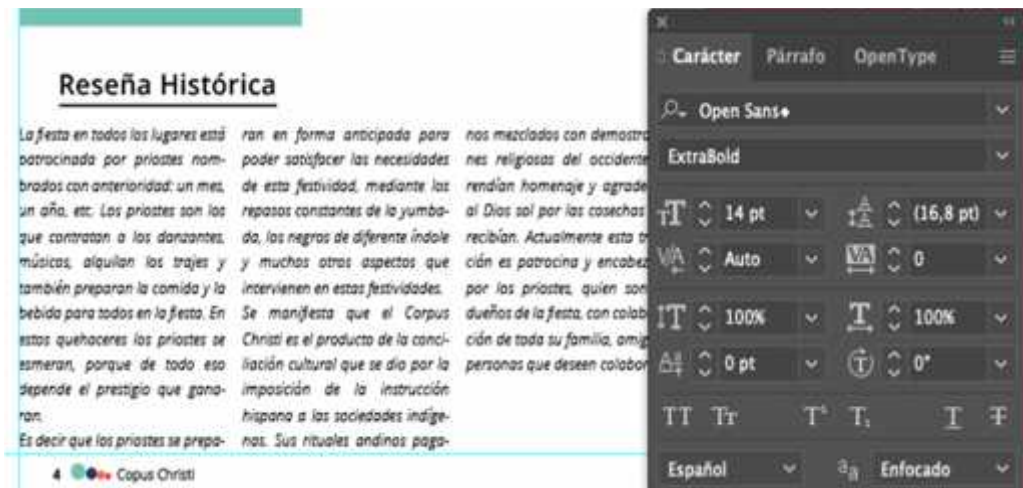 Reseña Histórica
La fiesta en todos los lugares está
patrocinada por priostes nom-
brados con anterioridad: un mes,
un año, etc. Los priostes son los
que contratan a los danzantes,
músicos, alquilan los trajes y
también preparan la comida y la
bebida para todos en la fiesta. En
estos quehaceres los priostes se
esmeran, porque de todo eso
depende el prestigio que gana-
ran.
Es decir que los priostes se prepa-
ran en forma anticipada para
poder satisfacer las necesidades
de esta festividad, mediante los
repasos constantes de la yumba-
da, los negros de diferente índole
y muchos otros aspectos que
intervienen en estas festividades.
Se manifiesta que el Corpus
Christi es el producto de la conci-
liación cultural que se dio por la
imposición de la instrucción
hispana a las sociedades indíge-
nas. Sus rituales andinos paga-
nos mezclados con demostra
nes religiosas del occidente
rendían homenaje y agrade
al Dios sol por las cosechas
recibían. Actualmente esta tr
ción es patrocina y encabez
por los priostes, quien son
dueños de la fiesta, con colab
ción de toda su familia, amig
personas que deseen colabor
4 Copus Christi
Carácter Párrafo OpenType
Open Sans
ExtraBold
14 pt (16,8 pt)
Auto 0
100% 100%
0 pt 0°
TT Tr T¹ T₁ T T
Español aa Enfocado